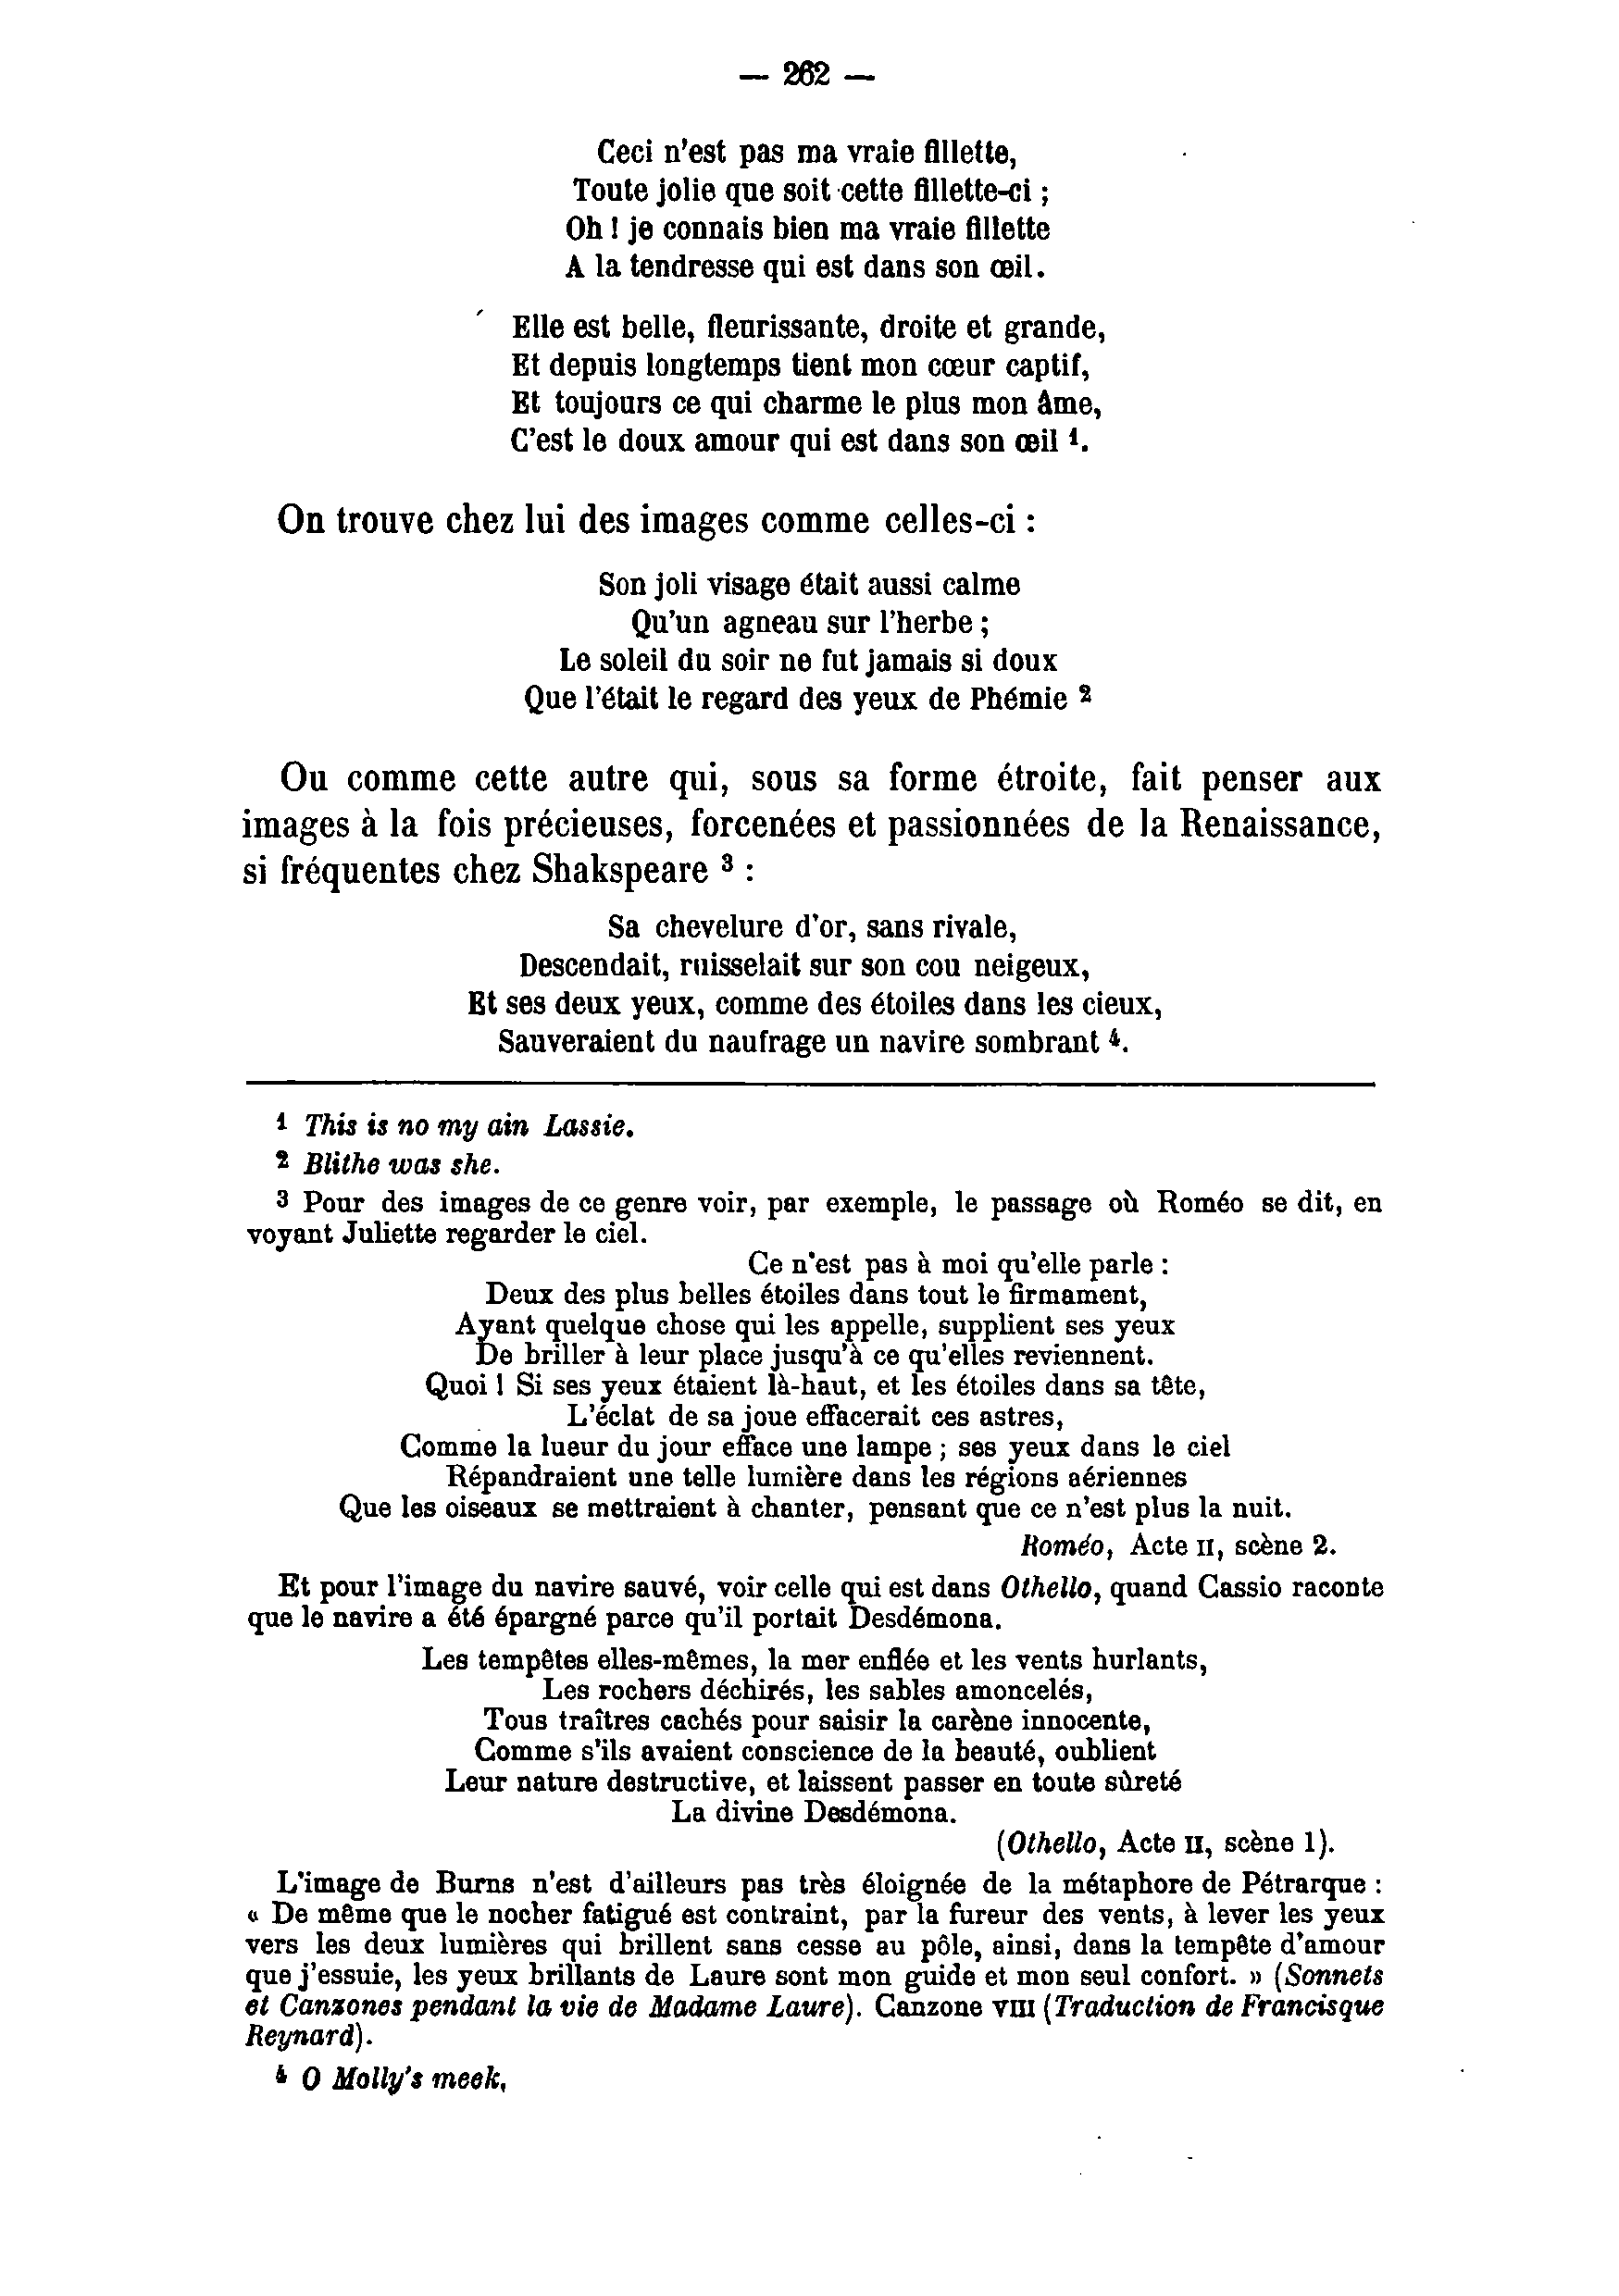 — 262 —
Ceci n'est pas ma vraie fillette,
Toute jolie que soit cette fillette-ci ;
Oh ! je connais bien ma vraie fillette
A la tendresse qui est dans son œil.
Elle est belle, fleurissante, droite et grande,
Et depuis longtemps tient mon cœur captif,
Et toujours ce qui charme le plus mon âme,
C'est le doux amour qui est dans son œil 1.
On trouve chez lui des images comme celles-ci :
Son joli visage était aussi calme
Qu'un agneau sur l'herbe ;
Le soleil du soir ne fut jamais si doux
Que l'était le regard des yeux de Phémie 2
Ou comme cette autre qui, sous sa forme étroite, fait penser aux
images à la fois précieuses, forcenées et passionnées de la Renaissance,
si fréquentes chez Shakspeare 3 :
Sa chevelure d'or, sans rivale,
Descendait, ruisselait sur son cou neigeux,
Et ses deux yeux, comme des étoiles dans les cieux,
Sauveraient du naufrage un navire sombrant 4.
1 This is no my ain Lassie.
2 Blithe was she.
3 Pour des images de ce genre voir, par exemple, le passage où Roméo se dit, en
voyant Juliette regarder le ciel.
Ce n'est pas à moi qu'elle parle :
Deux des plus belles étoiles dans tout le firmament,
Ayant quelque chose qui les appelle, supplient ses yeux
De briller à leur place jusqu'à ce qu'elles reviennent.
Quoi ! Si ses yeux étaient là-haut, et les étoiles dans sa tête,
L'éclat de sa joue effacerait ces astres,
Comme la lueur du jour efface une lampe ; ses yeux dans le ciel
Répandraient une telle lumière dans les régions aériennes
Que les oiseaux se mettraient à chanter, pensant que ce n'est plus la nuit.
Roméo, Acte II, scène 2.
Et pour l'image du navire sauvé, voir celle qui est dans Othello, quand Cassio raconte
que le navire a été épargné parce qu'il portait Desdémona.
Les tempêtes elles-mêmes, la mer enflée et les vents hurlants,
Les rochers déchirés, les sables amoncelés,
Tous traîtres cachés pour saisir la carène innocente,
Comme s'ils avaient conscience de la beauté, oublient
Leur nature destructive, et laissent passer en toute sûreté
La divine Desdémona.
(Othello, Acte II, scène 1).
L'image de Burns n'est d'ailleurs pas très éloignée de la métaphore de Pétrarque :
« De même que le nocher fatigué est contraint, par la fureur des vents, à lever les yeux
vers les deux lumières qui brillent sans cesse au pôle, ainsi, dans la tempête d'amour
que j'essuie, les yeux brillants de Laure sont mon guide et mon seul confort. » (Sonnets
et Canzones pendant la vie de Madame Laure). Canzone VIII (Traduction de Francisque
Reynard).
4 O Molly's meek,